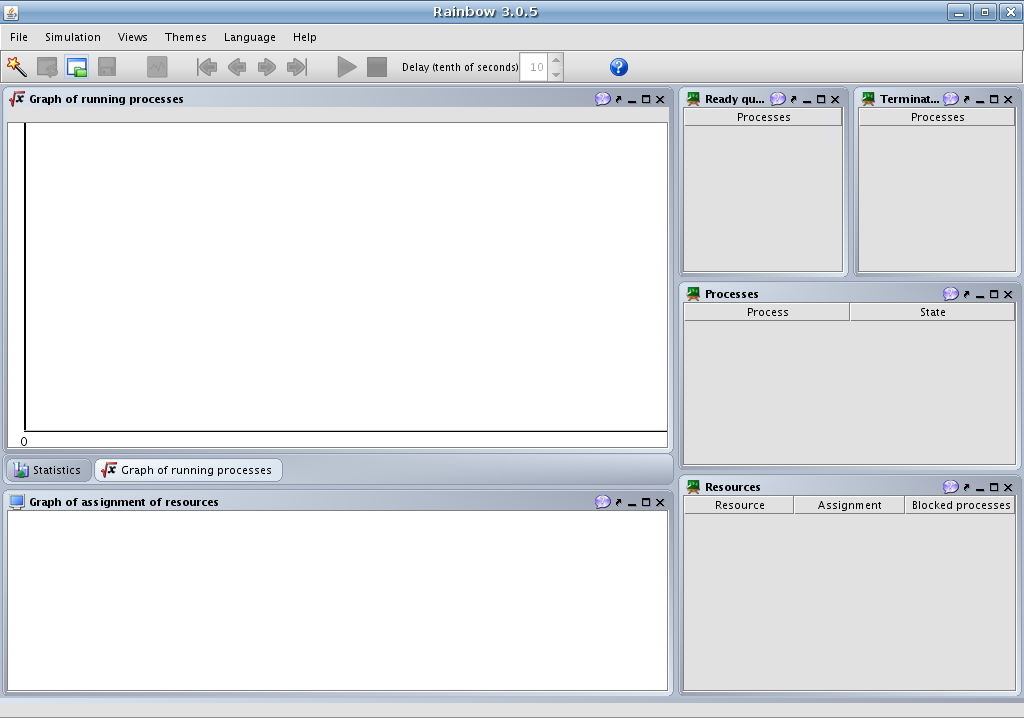 Rainbow 3.0.5
File Simulation Views Themes Language Help
Delay (tenth of seconds) 10
Graph of running processes
0
Statistics Graph of running processes
Graph of assignment of resources
Ready qu...
Processes
Terminat...
Processes
Processes
Process State
Resources
Resource Assignment Blocked processes